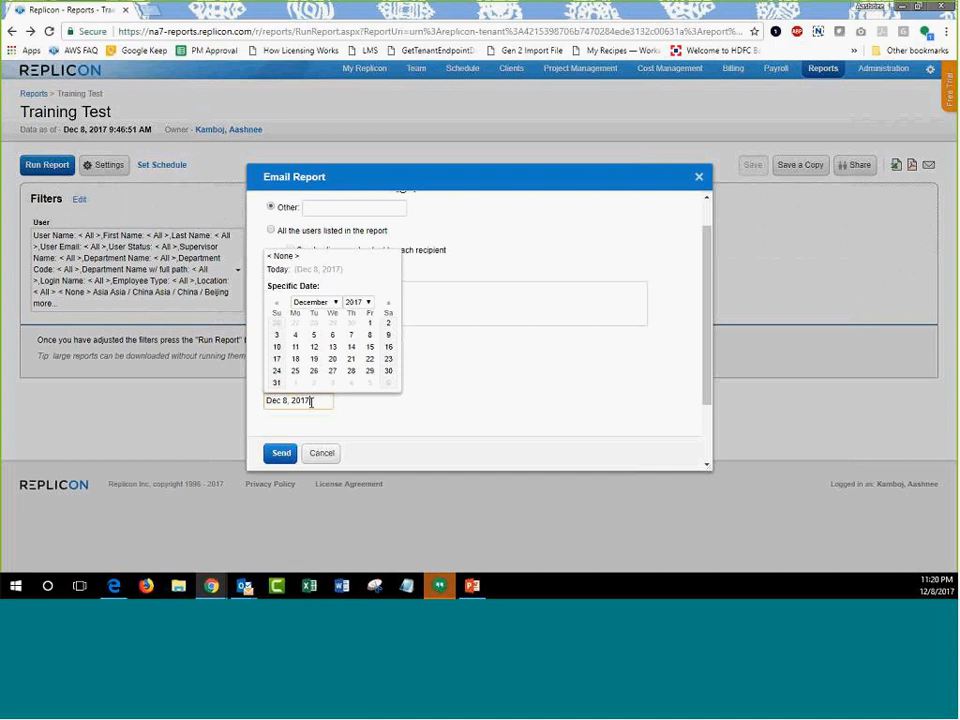 Replicon - Reports - Trai
Aashnee
Secure
https://na7-reports.replicon.com/r/reports/RunReport.aspx?ReportUri=urn%3Areplicon-tenant%3A4215398706b7470284ede3132c00561a%3Areport%...
Apps AWS FAQ Google Keep PM Approval How Licensing Works LMS GetTenantEndpointD Gen 2 Import File My Recipes — Works Welcome to HDFC B » Other bookmarks
REPLICON My Replicon Team Schedule Clients Project Management Cost Management Billing Payroll Reports Administration
Free Trial
Reports > Training Test
Training Test
Data as of - Dec 8, 2017 9:46:51 AM Owner - Kamboj, Aashnee
Run Report Settings Set Schedule Save Save a Copy Share
Email Report
Filters Edit
User
User Name: < All >,First Name: < All >,Last Name: < All
>,User Email: < All >,User Status: < All >,Supervisor
Name: < All >,Department Name: < All >,Department
Code: < All >,Department Name w/ full path: < All
>,Login Name: < All >,Employee Type: < All >,Location:
< All > < None > Asia Asia / China Asia / China / Beijing
more...
Once you have adjusted the filters press the "Run Report"
Tip large reports can be downloaded without running them
Other:
All the users listed in the report
each recipient
< None >
Today: (Dec 8, 2017)
Specific Date:
« December 2017 »
Su Mo Tu We Th Fr Sa
26 27 28 29 30 1 2
3 4 5 6 7 8 9
10 11 12 13 14 15 16
17 18 19 20 21 22 23
24 25 26 27 28 29 30
31 1 2 3 4 5 6
Dec 8, 2017
Send Cancel
REPLICON Replicon Inc, copyright 1996 - 2017 Privacy Policy License Agreement Logged in as: Kamboj, Aashnee
11:20 PM
12/8/2017